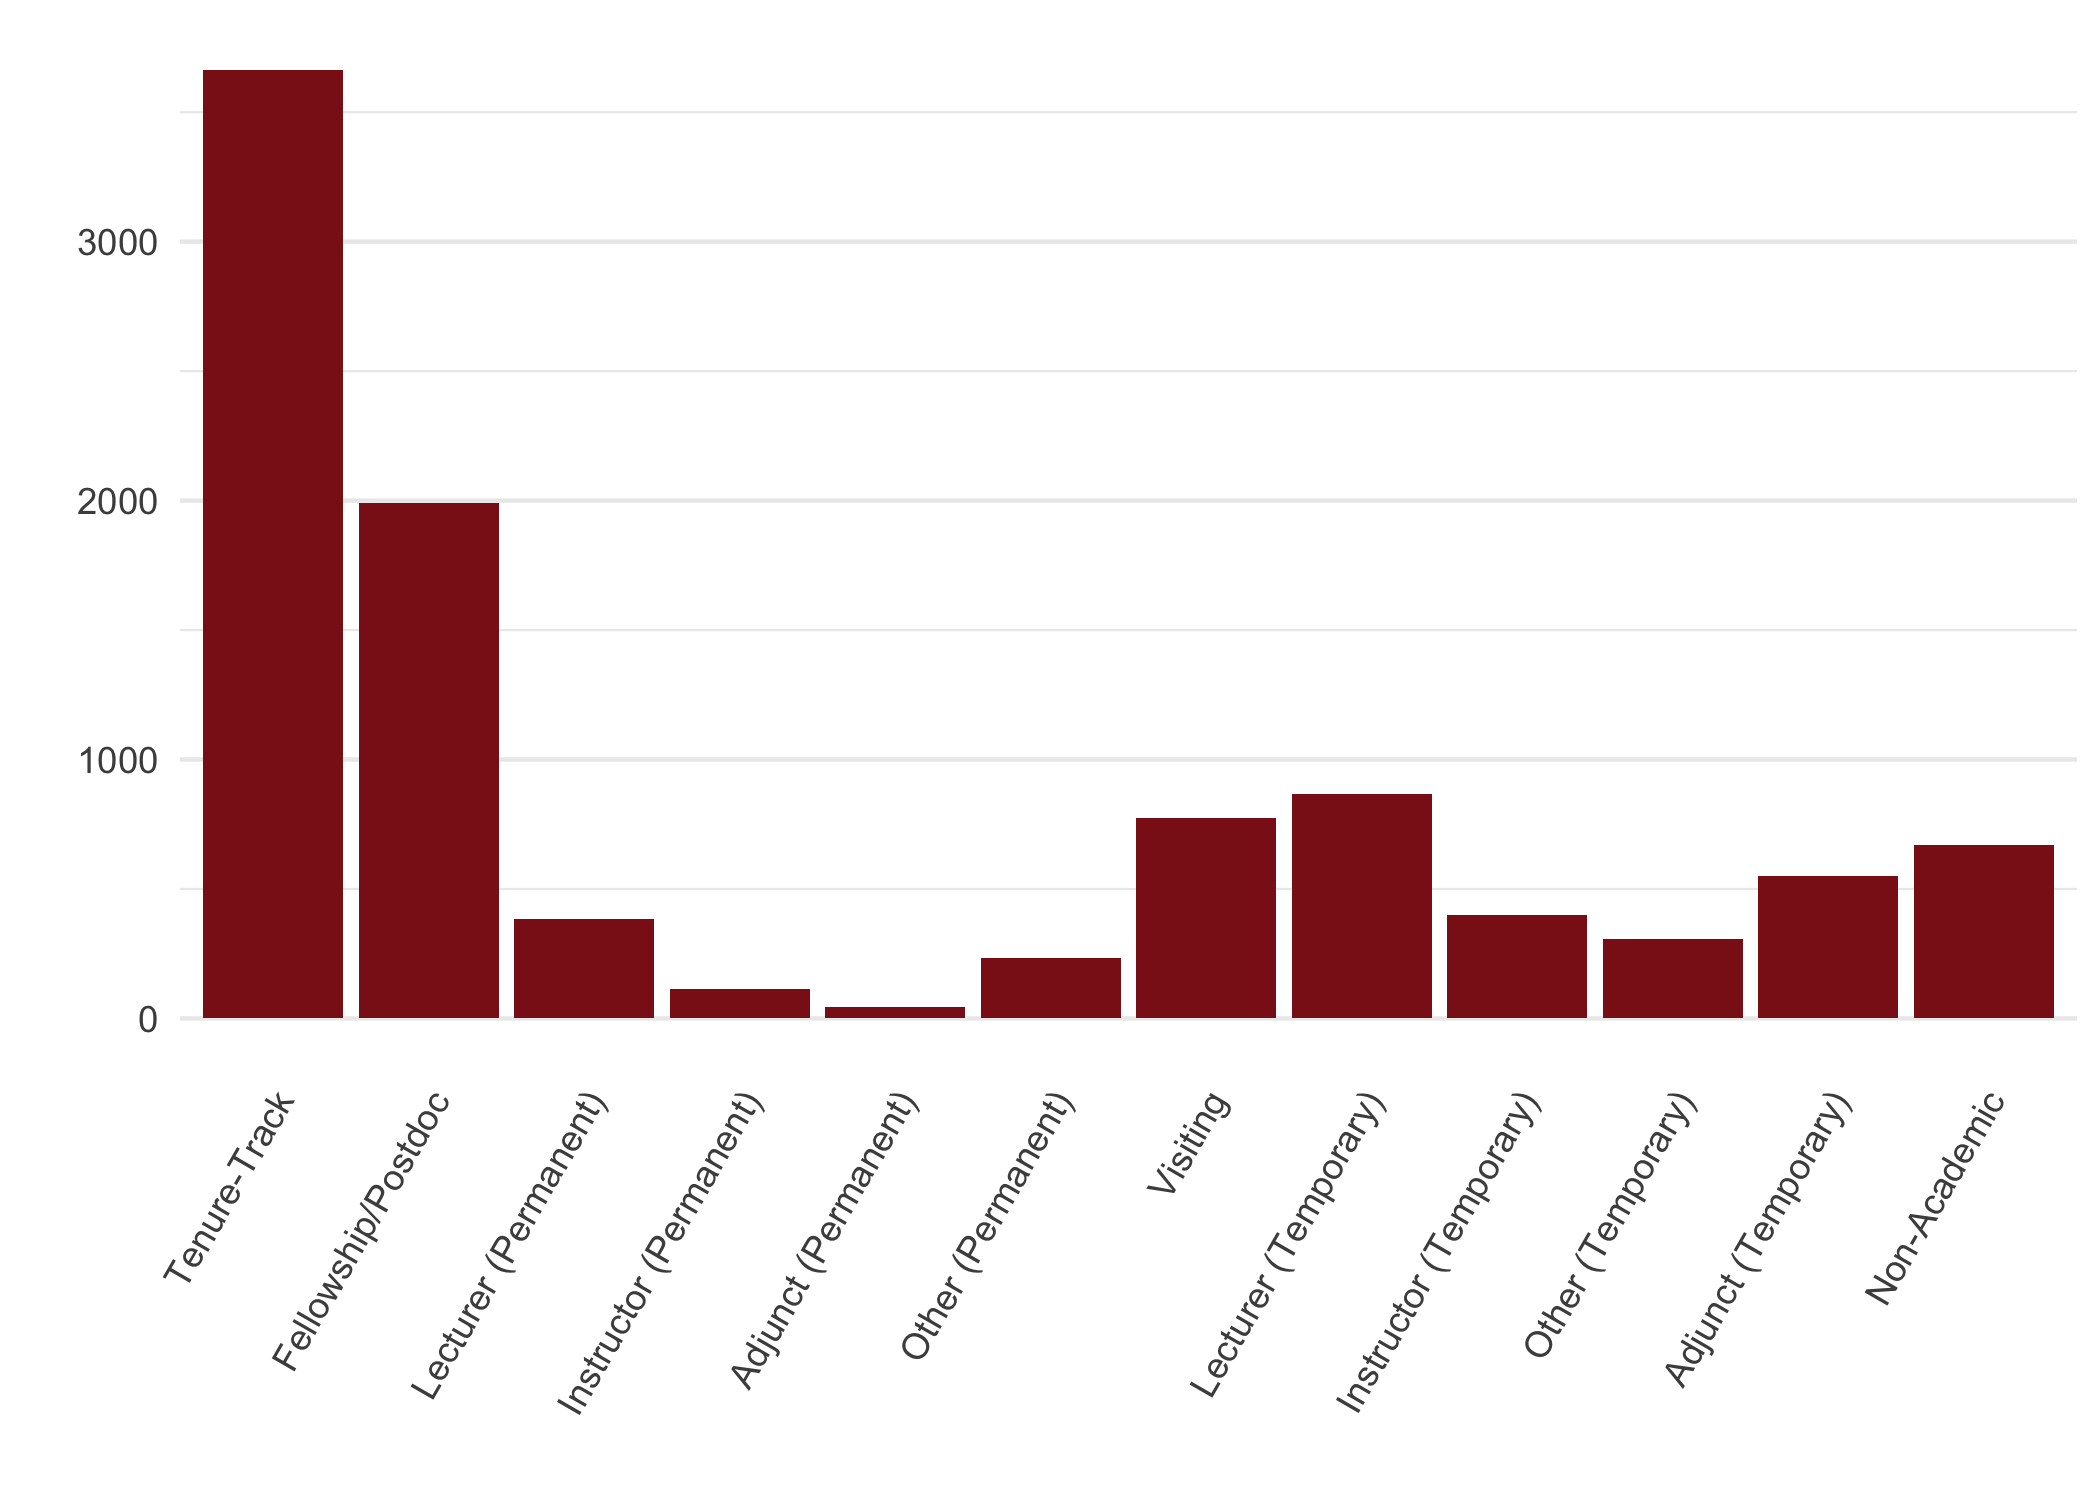 3000
2000
1000
0
Tenure-Track
Fellowship/Postdoc
Lecturer (Permanent)
Instructor (Permanent)
Adjunct (Permanent)
Other (Permanent)
Visiting
Lecturer (Temporary)
Instructor (Temporary)
Other (Temporary)
Adjunct (Temporary)
Non-Academic